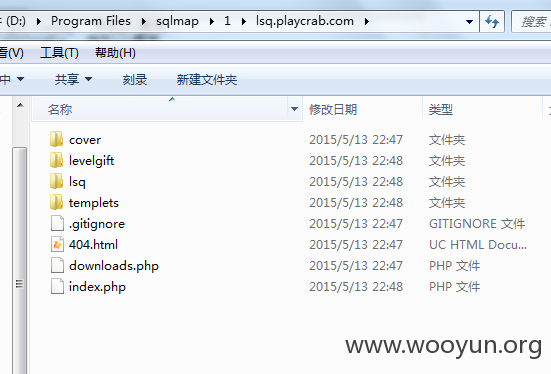 (D:) ▸ Program Files ▸ sqlmap ▸ 1 ▸ lsq.playcrab.com ▸ 搜索
看(V) 工具(T) 帮助(H)
中 ▾ 共享 ▾ 刻录 新建文件夹
名称 修改日期 类型
cover 2015/5/13 22:47 文件夹
levelgift 2015/5/13 22:48 文件夹
lsq 2015/5/13 22:48 文件夹
templets 2015/5/13 22:48 文件夹
.gitignore 2015/5/13 22:47 GITIGNORE 文件
404.html 2015/5/13 22:47 UC HTML Docu...
downloads.php 2015/5/13 22:47 PHP 文件
index.php 2015/5/13 22:48 PHP 文件
www.wooyun.org